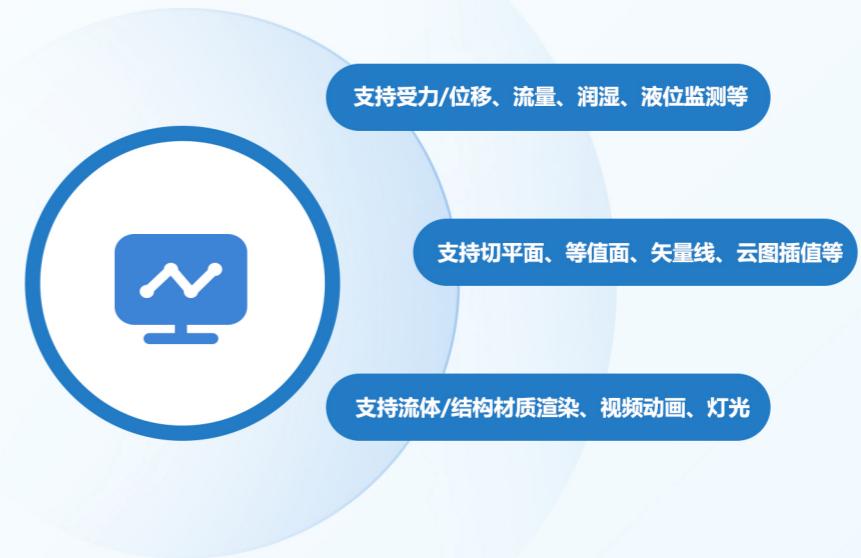 支持受力/位移、流量、润湿、液位监测等
支持切平面、等值面、矢量线、云图插值等
支持流体/结构材质渲染、视频动画、灯光